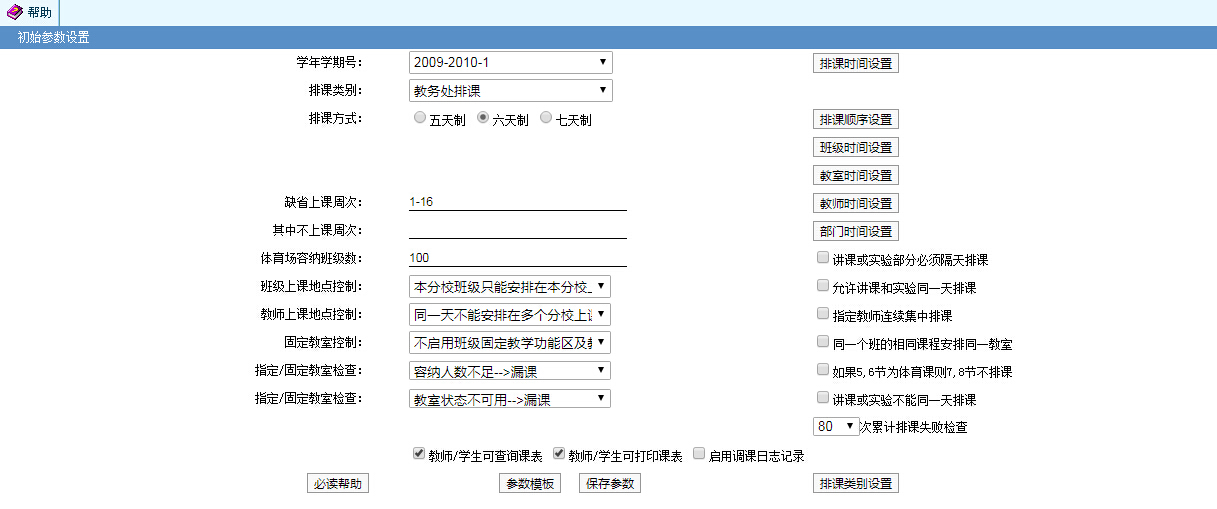 帮助
初始参数设置
学年学期号： 2009-2010-1 排课时间设置
排课类别： 教务处排课
排课方式： 五天制 六天制 七天制 排课顺序设置
班级时间设置
教室时间设置
缺省上课周次： 1-16 教师时间设置
其中不上课周次： 部门时间设置
体育场容纳班级数： 100 讲课或实验部分必须隔天排课
班级上课地点控制： 本分校班级只能安排在本分校上 允许讲课和实验同一天排课
教师上课地点控制： 同一天不能安排在多个分校上课 指定教师连续集中排课
固定教室控制： 不启用班级固定教学功能区及教 同一个班的相同课程安排同一教室
指定/固定教室检查： 容纳人数不足-->漏课 如果5,6节为体育课则7,8节不排课
指定/固定教室检查： 教室状态不可用-->漏课 讲课或实验不能同一天排课
80 次累计排课失败检查
教师/学生可查询课表 教师/学生可打印课表 启用调课日志记录
必读帮助 参数模板 保存参数 排课类别设置